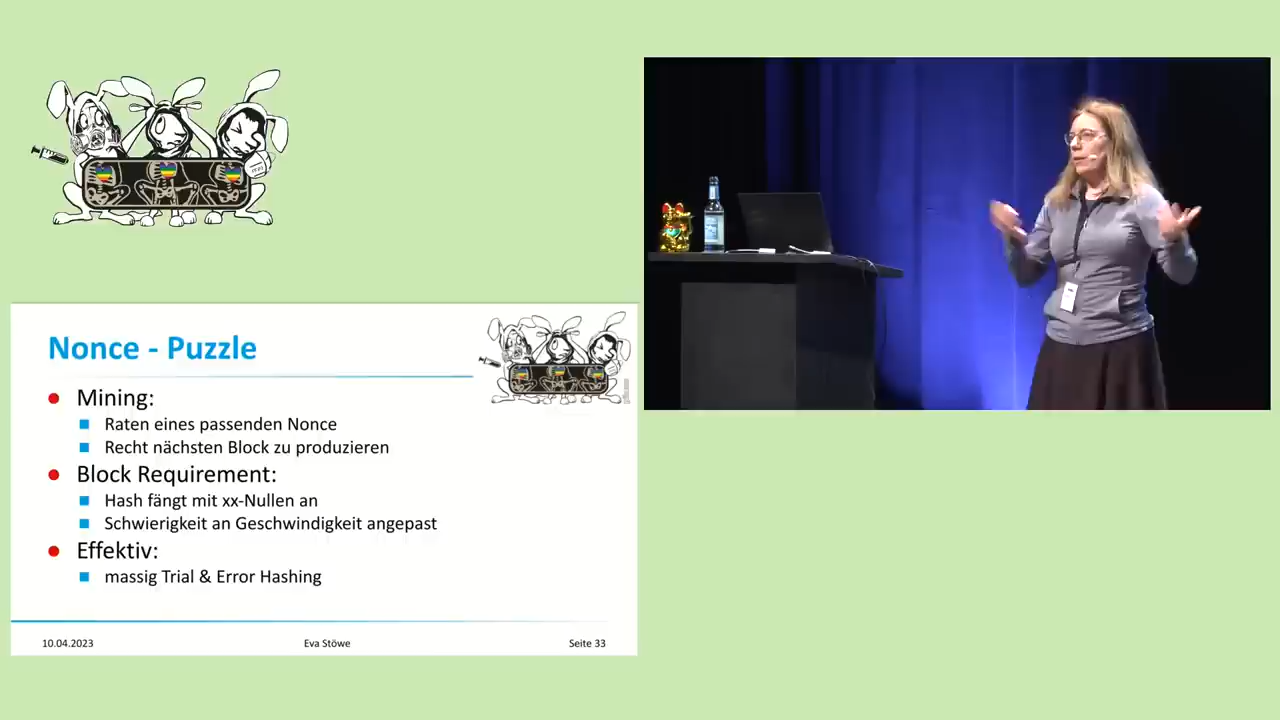 Nonce - Puzzle
Mining:
Raten eines passenden Nonce
Recht nächsten Block zu produzieren
Block Requirement:
Hash fängt mit xx-Nullen an
Schwierigkeit an Geschwindigkeit angepast
Effektiv:
massig Trial & Error Hashing
10.04.2023
Eva Stöwe
Seite 33